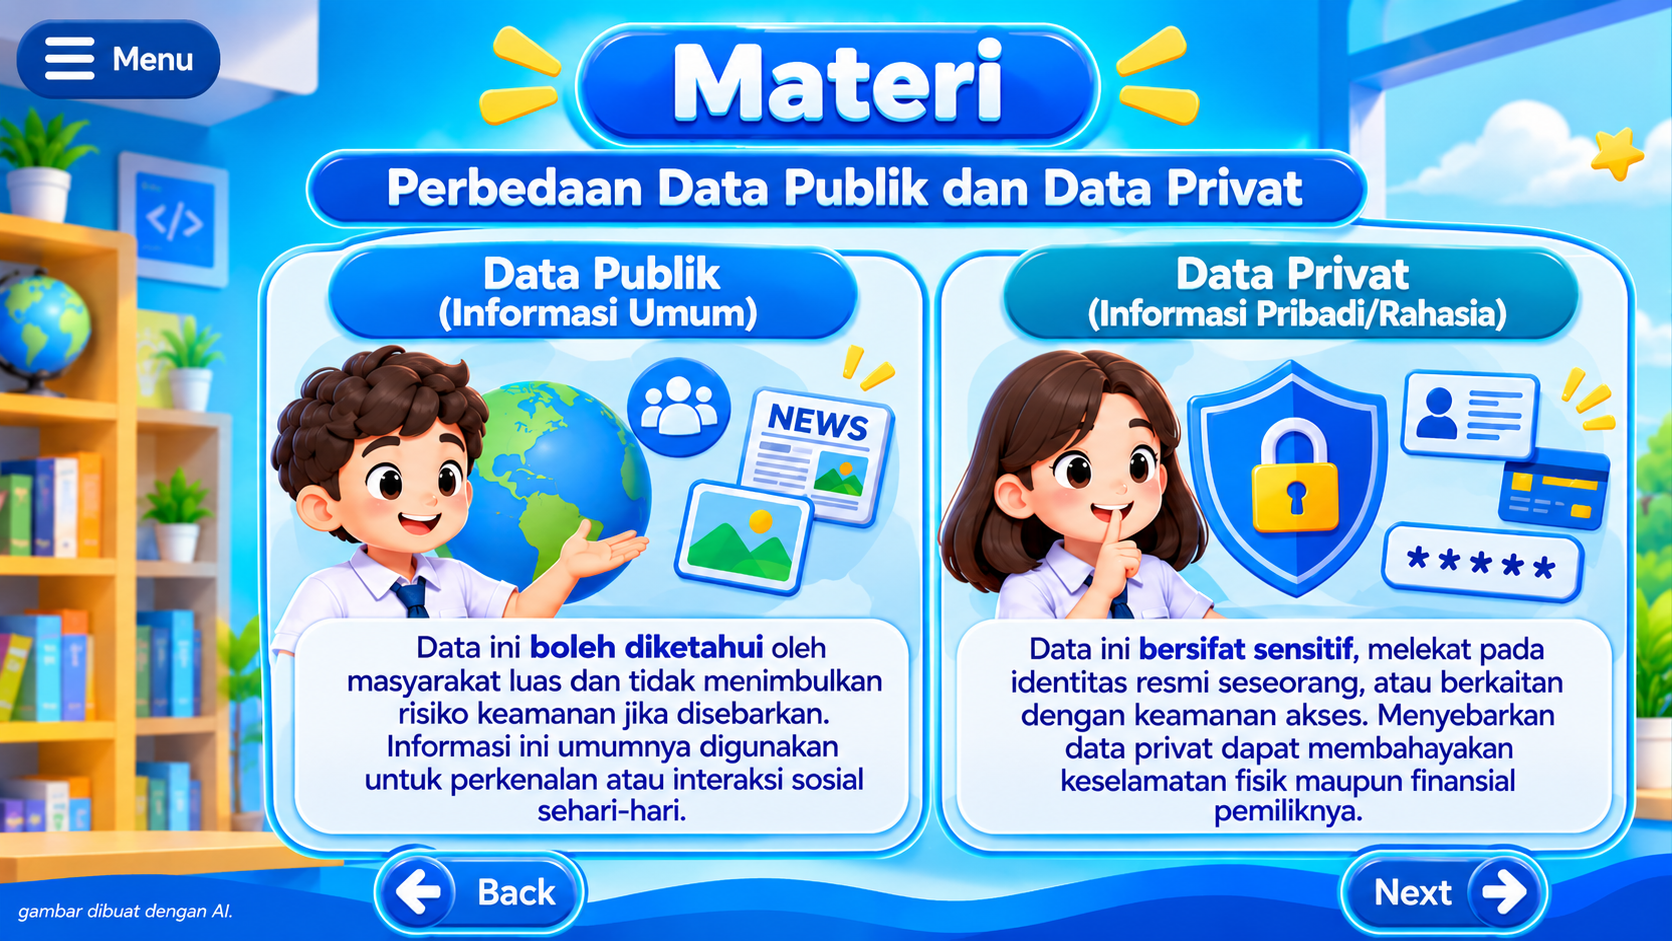 Menu
Materi
Perbedaan Data Publik dan Data Privat
Data Publik
(Informasi Umum)
NEWS
Data ini boleh diketahui oleh
masyarakat luas dan tidak menimbulkan
risiko keamanan jika disebarkan.
Informasi ini umumnya digunakan
untuk perkenalan atau interaksi sosial
sehari-hari.
Data Privat
(Informasi Pribadi/Rahasia)
*****
Data ini bersifat sensitif, melekat pada
identitas resmi seseorang, atau berkaitan
dengan keamanan akses. Menyebarkan
data privat dapat membahayakan
keselamatan fisik maupun finansial
pemiliknya.
</>
Back
Next
gambar dibuat dengan AI.